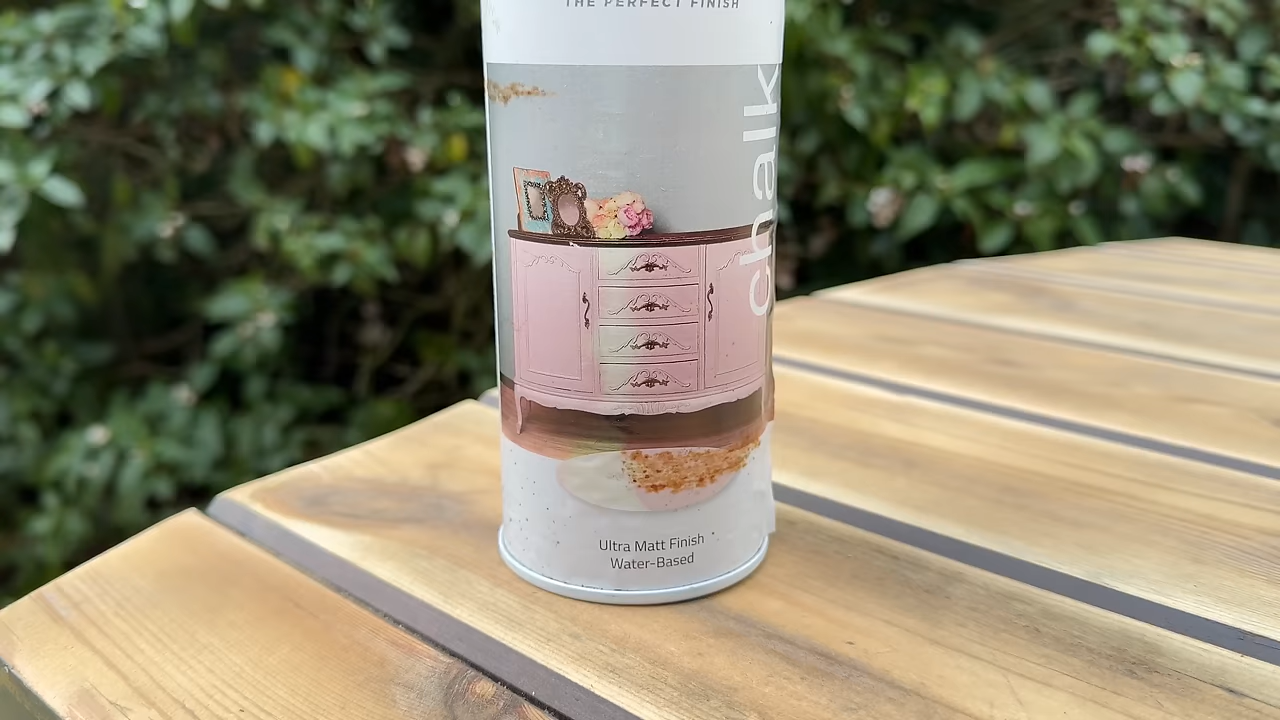 THE PERFECT FINISH
chalk
Ultra Matt Finish
Water-Based